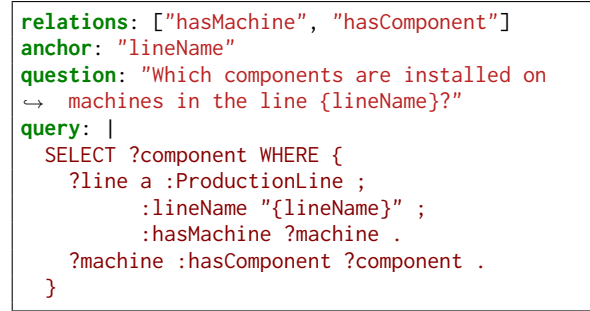 relations: ["hasMachine", "hasComponent"]
anchor: "lineName"
question: "Which components are installed on
↪ machines in the line {lineName}?"
query: |
  SELECT ?component WHERE {
    ?line a :ProductionLine ;
          :lineName "{lineName}" ;
          :hasMachine ?machine .
    ?machine :hasComponent ?component .
  }